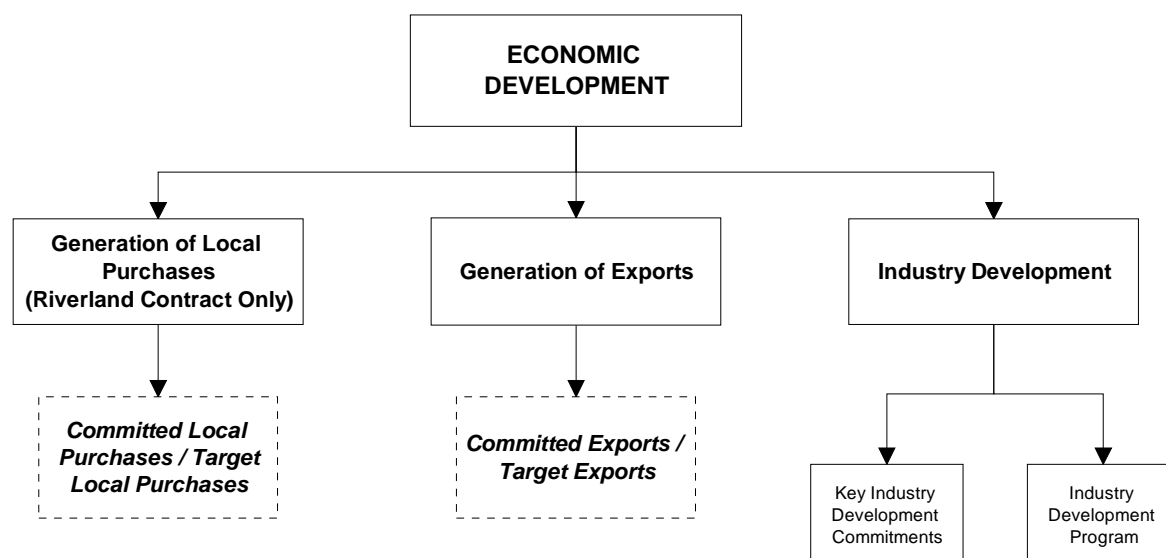 ECONOMIC
DEVELOPMENT
Generation of Local
Purchases
(Riverland Contract Only)
Generation of Exports
Industry Development
Committed Local
Purchases / Target
Local Purchases
Committed Exports /
Target Exports
Key Industry
Development
Commitments
Industry
Development
Program